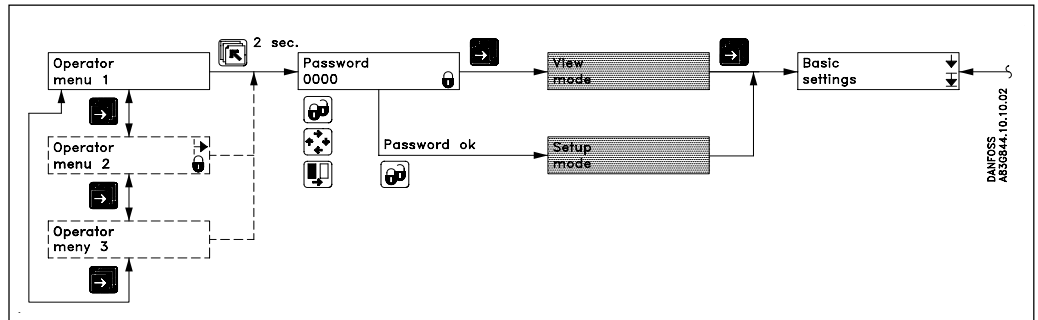 2 sec.
Operator
menu 1
Password
0000
View
mode
Basic
settings
Operator
menu 2
Password ok
Setup
mode
Operator
meny 3
DANFOSS
A83G844.10.10.02